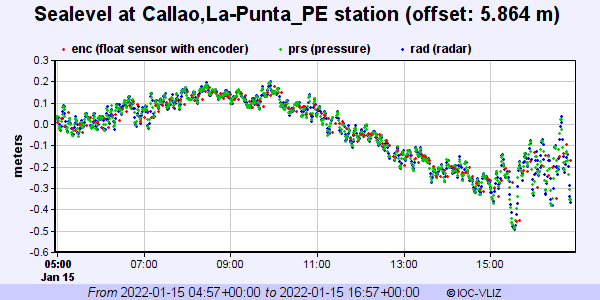 Sealevel at Callao,La-Punta_PE station (offset: 5.864 m)
enc (float sensor with encoder) prs (pressure) rad (radar)
0.3
0.2
0.1
0.0
-0.1
-0.2
-0.3
-0.4
-0.5
-0.6
meters
05:00 07:00 09:00 11:00 13:00 15:00
Jan 15
From 2022-01-15 04:57+00:00 to 2022-01-15 16:57+00:00 © IOC-VLIZ